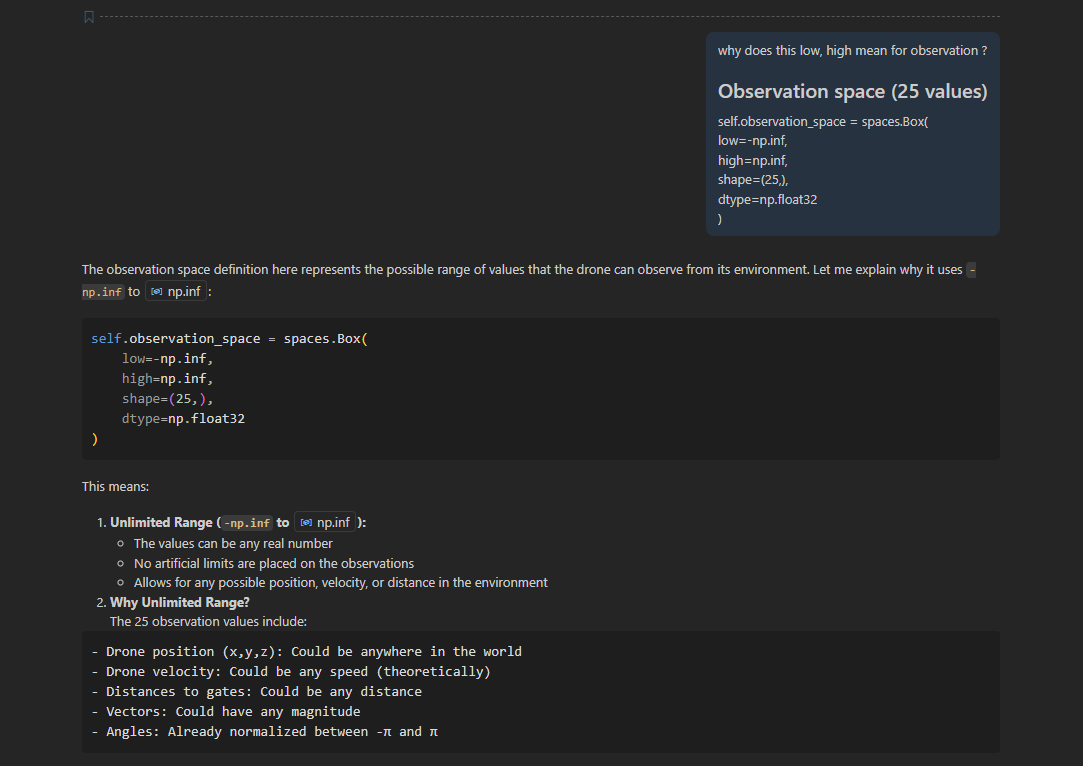 why does this low, high mean for observation ?
Observation space (25 values)
self.observation_space = spaces.Box(
low=-np.inf,
high=np.inf,
shape=(25,),
dtype=np.float32
)
The observation space definition here represents the possible range of values that the drone can observe from its environment. Let me explain why it uses -
np.inf to np.inf :
self.observation_space = spaces.Box(
    low=-np.inf,
    high=np.inf,
    shape=(25,),
    dtype=np.float32
)
This means:
1. Unlimited Range (-np.inf to np.inf ):
○ The values can be any real number
○ No artificial limits are placed on the observations
○ Allows for any possible position, velocity, or distance in the environment
2. Why Unlimited Range?
The 25 observation values include:
- Drone position (x,y,z): Could be anywhere in the world
- Drone velocity: Could be any speed (theoretically)
- Distances to gates: Could be any distance
- Vectors: Could have any magnitude
- Angles: Already normalized between -π and π